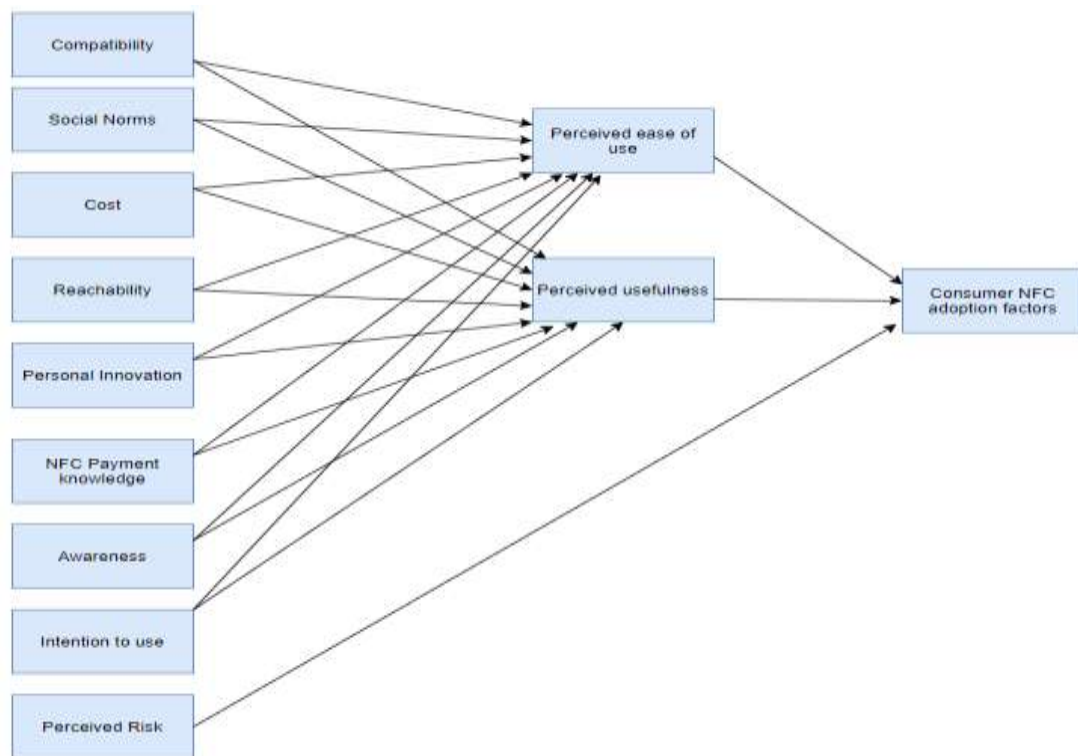 Compatibility
Social Norms
Cost
Reachability
Personal Innovation
NFC Payment
knowledge
Awareness
Intention to use
Perceived Risk
Perceived ease of
use
Perceived usefulness
Consumer NFC
adoption factors